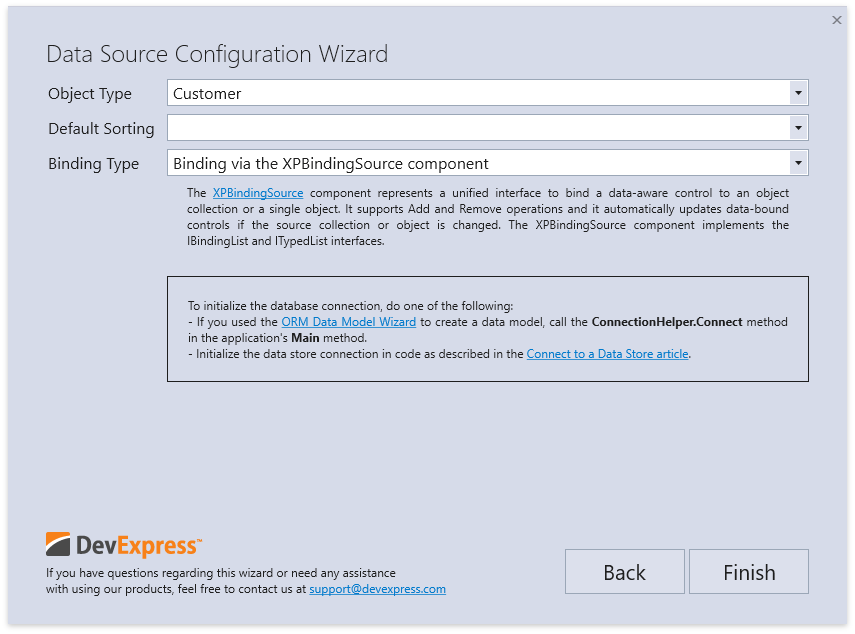 Data Source Configuration Wizard
Object Type
Customer
Default Sorting
Binding Type
Binding via the XPBindingSource component
The XPBindingSource component represents a unified interface to bind a data-aware control to an object
collection or a single object. It supports Add and Remove operations and it automatically updates data-bound
controls if the source collection or object is changed. The XPBindingSource component implements the
IBindingList and ITypedList interfaces.
To initialize the database connection, do one of the following:
- If you used the ORM Data Model Wizard to create a data model, call the ConnectionHelper.Connect method
in the application's Main method.
- Initialize the data store connection in code as described in the Connect to a Data Store article.
DevExpress™
If you have questions regarding this wizard or need any assistance
with using our products, feel free to contact us at support@devexpress.com
Back
Finish